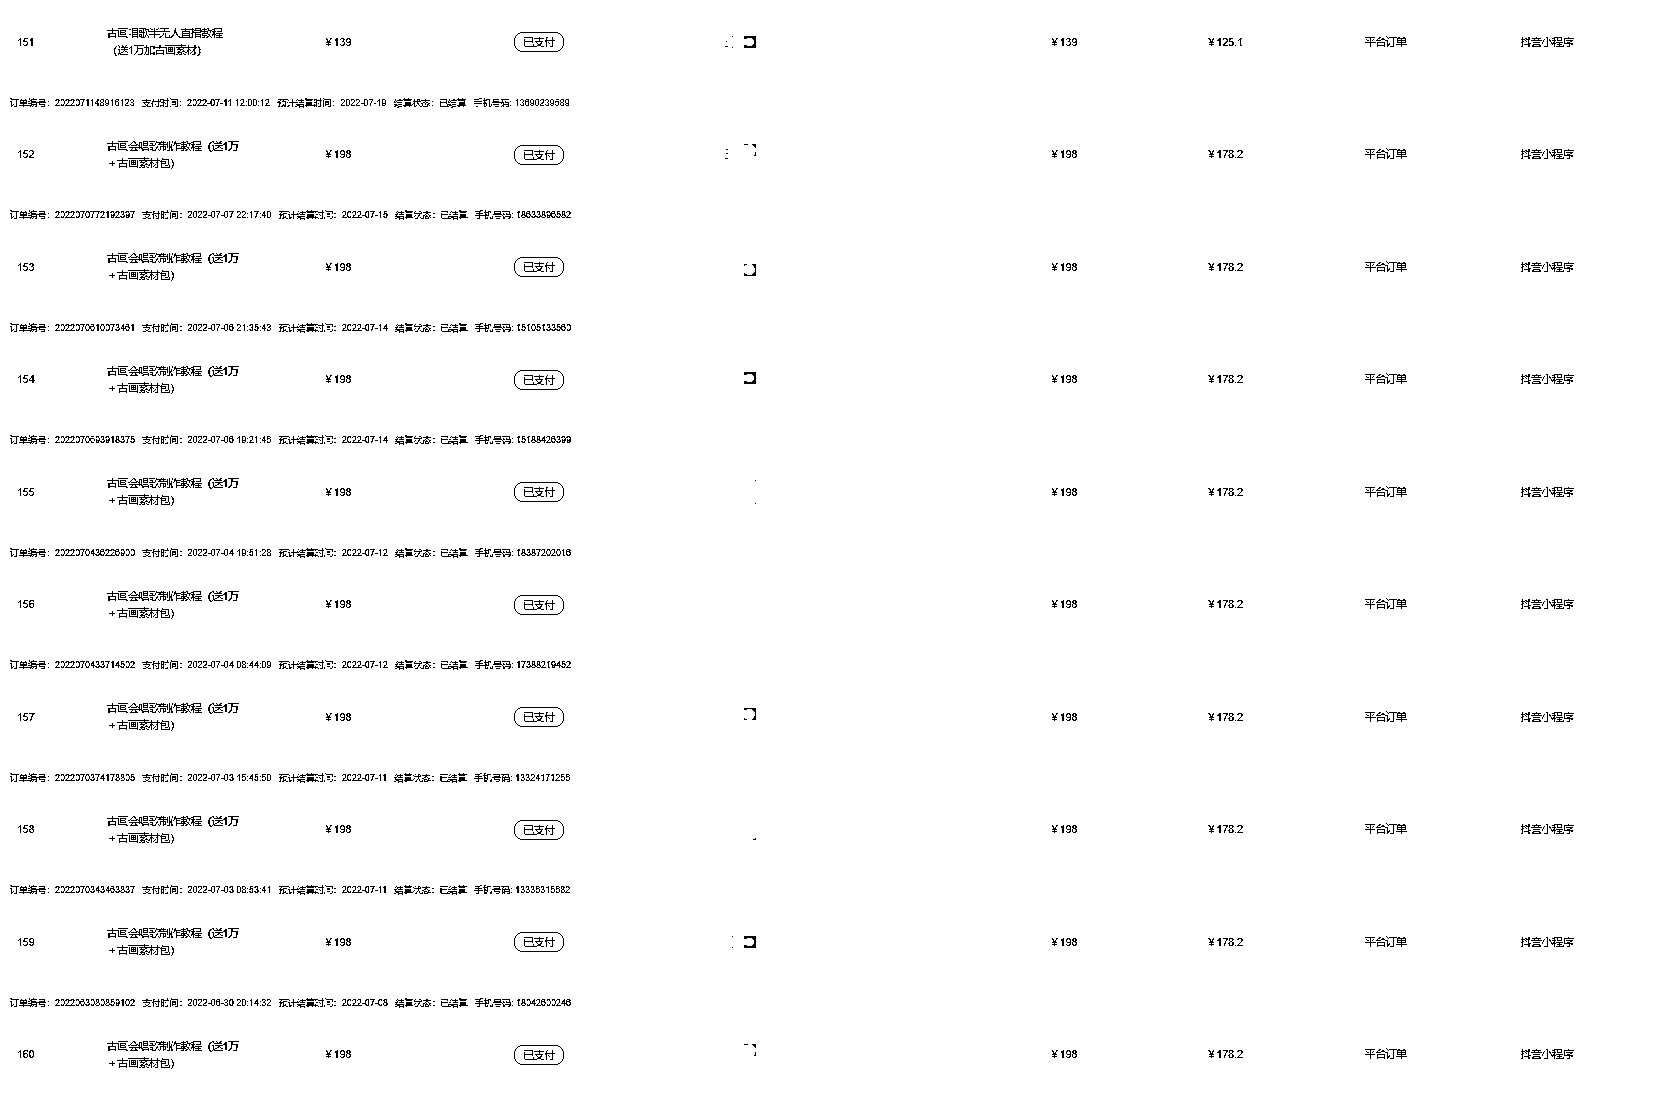 151 古画唱歌半无人直播教程 ¥139 已支付 ¥139 ¥125.1 平台订单 抖音小程序
(送1万加古画素材)
订单编号：2022071148916123 支付时间：2022-07-11 12:00:12 预计结算时间：2022-07-19 结算状态：已结算 手机号码：13690239589
152 古画会唱歌制作教程（送1万 ¥198 已支付 ¥198 ¥178.2 平台订单 抖音小程序
+古画素材包）
订单编号：2022070772192397 支付时间：2022-07-07 22:17:40 预计结算时间：2022-07-15 结算状态：已结算 手机号码：18633896582
153 古画会唱歌制作教程（送1万 ¥198 已支付 ¥198 ¥178.2 平台订单 抖音小程序
+古画素材包）
订单编号：2022070610073461 支付时间：2022-07-06 21:35:43 预计结算时间：2022-07-14 结算状态：已结算 手机号码：15105133560
154 古画会唱歌制作教程（送1万 ¥198 已支付 ¥198 ¥178.2 平台订单 抖音小程序
+古画素材包）
订单编号：2022070693918375 支付时间：2022-07-06 19:21:46 预计结算时间：2022-07-14 结算状态：已结算 手机号码：15188426399
155 古画会唱歌制作教程（送1万 ¥198 已支付 ¥198 ¥178.2 平台订单 抖音小程序
+古画素材包）
订单编号：2022070436226900 支付时间：2022-07-04 19:51:28 预计结算时间：2022-07-12 结算状态：已结算 手机号码：18387202016
156 古画会唱歌制作教程（送1万 ¥198 已支付 ¥198 ¥178.2 平台订单 抖音小程序
+古画素材包）
订单编号：2022070433714502 支付时间：2022-07-04 08:44:09 预计结算时间：2022-07-12 结算状态：已结算 手机号码：17388219452
157 古画会唱歌制作教程（送1万 ¥198 已支付 ¥198 ¥178.2 平台订单 抖音小程序
+古画素材包）
订单编号：2022070374178805 支付时间：2022-07-03 15:45:50 预计结算时间：2022-07-11 结算状态：已结算 手机号码：13324171256
158 古画会唱歌制作教程（送1万 ¥198 已支付 ¥198 ¥178.2 平台订单 抖音小程序
+古画素材包）
订单编号：2022070343463837 支付时间：2022-07-03 08:53:41 预计结算时间：2022-07-11 结算状态：已结算 手机号码：13335315682
159 古画会唱歌制作教程（送1万 ¥198 已支付 ¥198 ¥178.2 平台订单 抖音小程序
+古画素材包）
订单编号：2022063080859102 支付时间：2022-06-30 20:14:32 预计结算时间：2022-07-08 结算状态：已结算 手机号码：18042600246
160 古画会唱歌制作教程（送1万 ¥198 已支付 ¥198 ¥178.2 平台订单 抖音小程序
+古画素材包）